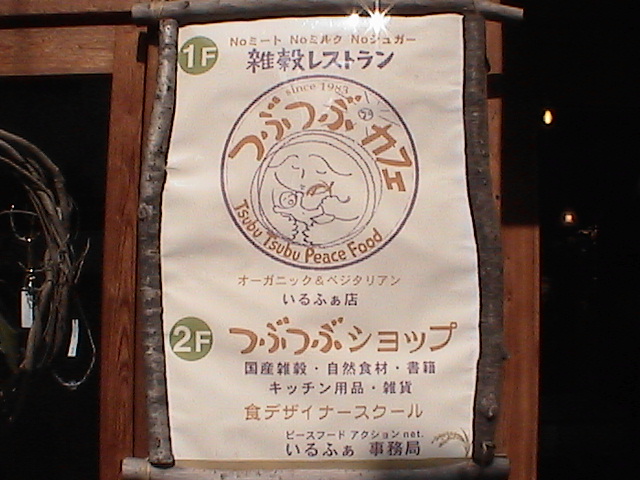 1F
Noミート Noミルク Noシュガー
雑穀レストラン
since 1983
つぶつぶカフェ
Tsubu Tsubu Peace Food
オーガニック&ベジタリアン
いるふぁ店
2F
つぶつぶショップ
国産雑穀・自然食材・書籍
キッチン用品・雑貨
食デザイナースクール
ピースフード アクション net.
いるふぁ 事務局